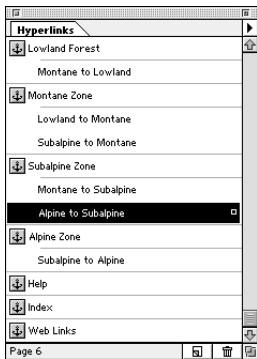 Hyperlinks
Lowland Forest
Montane to Lowland
Montane Zone
Lowland to Montane
Subalpine to Montane
Subalpine Zone
Montane to Subalpine
Alpine to Subalpine
Alpine Zone
Subalpine to Alpine
Help
Index
Web Links
Page 6